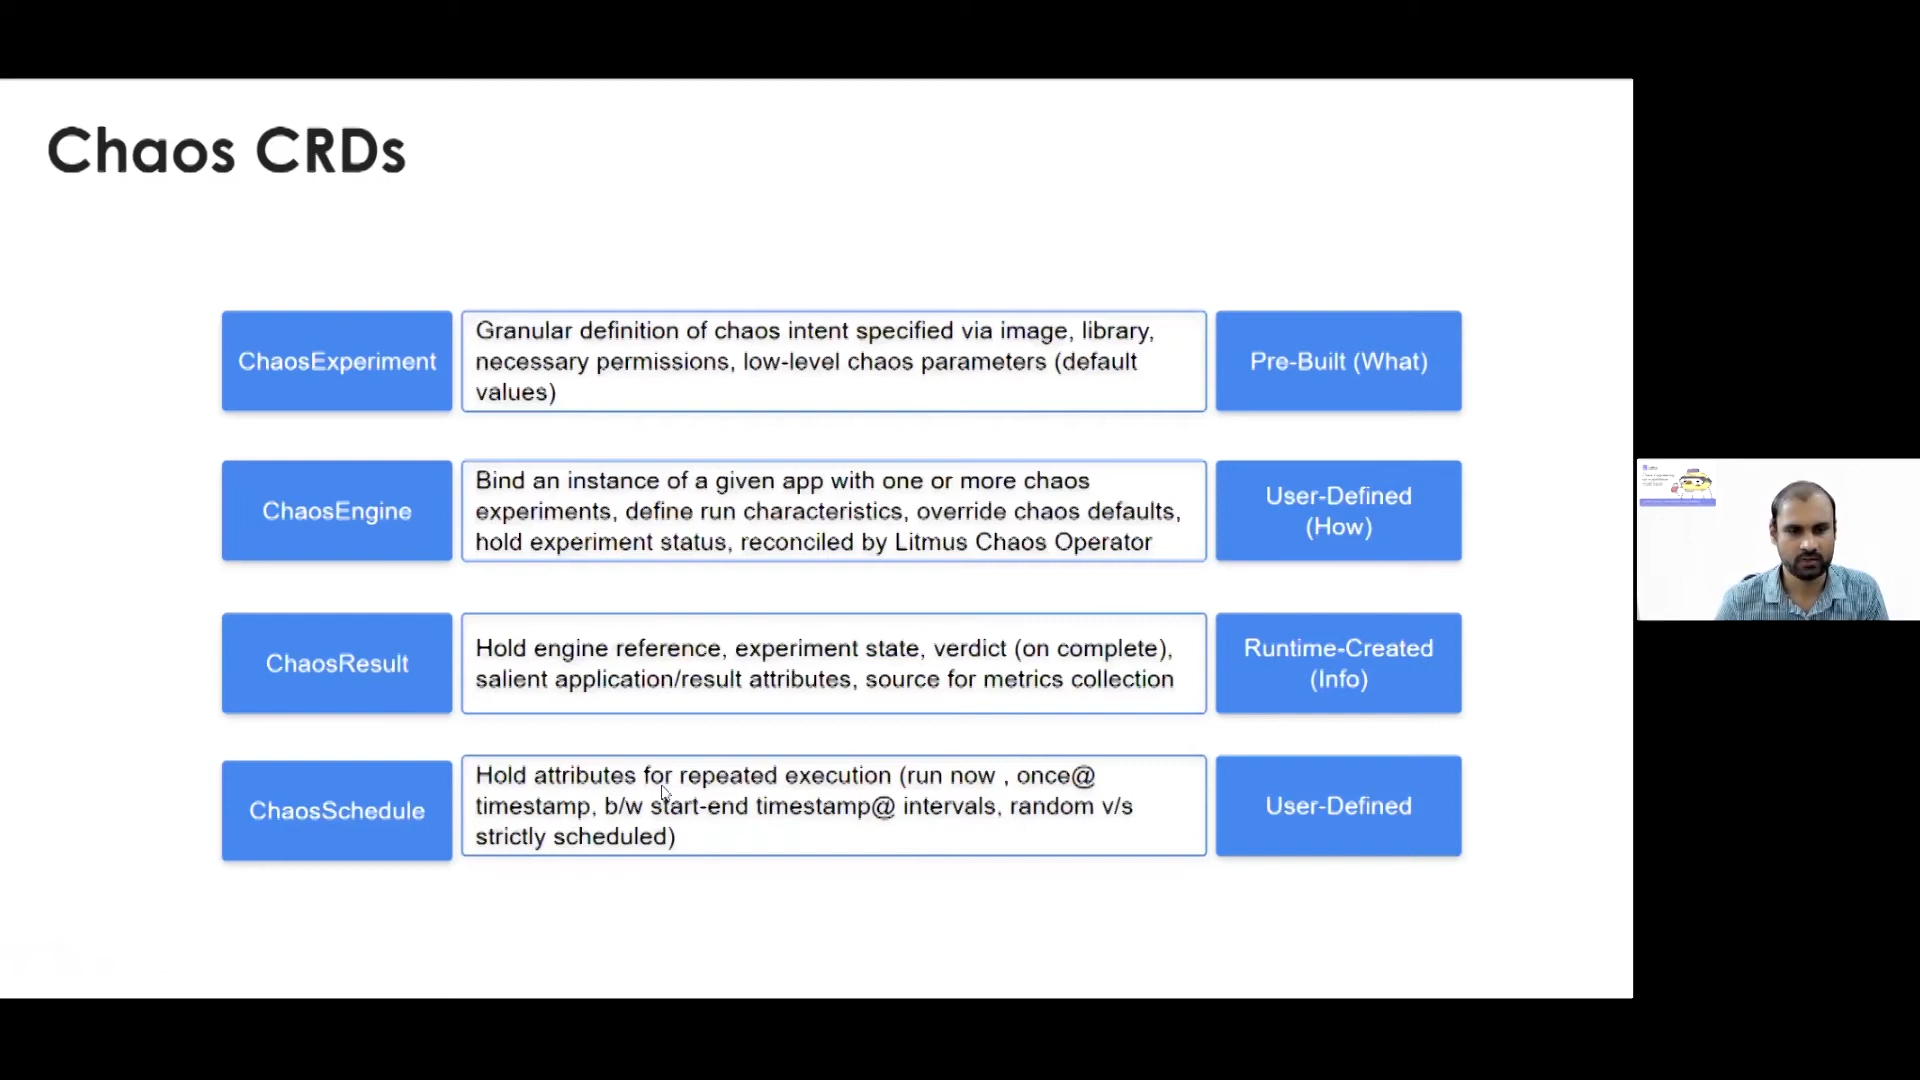 Chaos CRDs
ChaosExperiment
Granular definition of chaos intent specified via image, library,
necessary permissions, low-level chaos parameters (default
values)
Pre-Built (What)
ChaosEngine
Bind an instance of a given app with one or more chaos
experiments, define run characteristics, override chaos defaults,
hold experiment status, reconciled by Litmus Chaos Operator
User-Defined
(How)
ChaosResult
Hold engine reference, experiment state, verdict (on complete),
salient application/result attributes, source for metrics collection
Runtime-Created
(Info)
ChaosSchedule
Hold attributes for repeated execution (run now , once@
timestamp, b/w start-end timestamp@ intervals, random v/s
strictly scheduled)
User-Defined